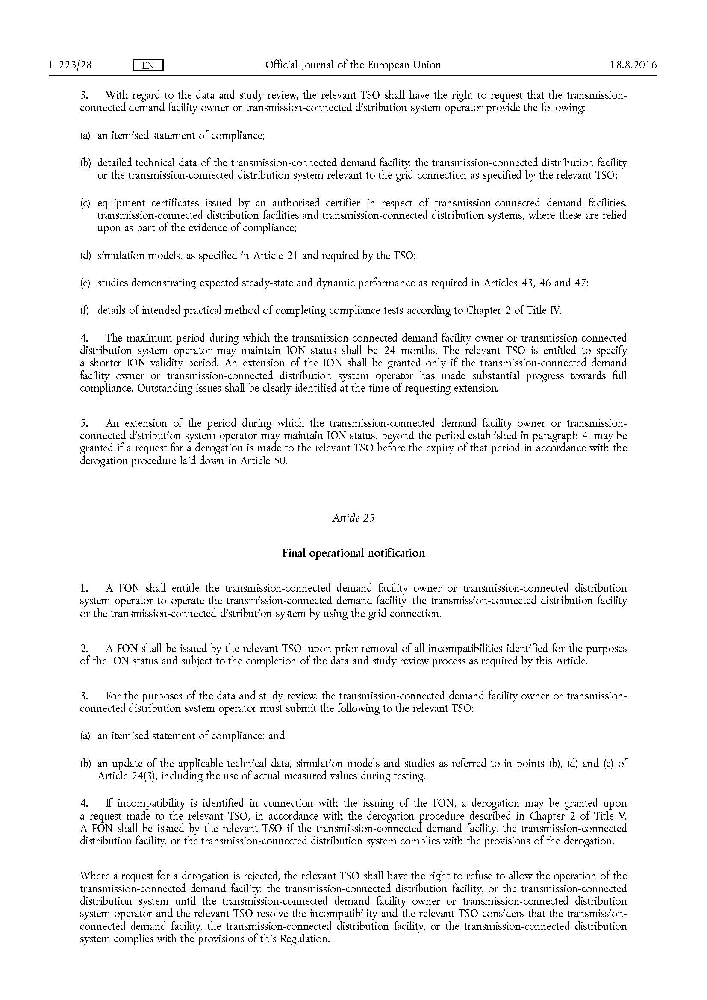 L 223/28 EN Official Journal of the European Union 18.8.2016
3. With regard to the data and study review, the relevant TSO shall have the right to request that the transmission-
connected demand facility owner or transmission-connected distribution system operator provide the following:
(a) an itemised statement of compliance;
(b) detailed technical data of the transmission-connected demand facility, the transmission-connected distribution facility
or the transmission-connected distribution system relevant to the grid connection as specified by the relevant TSO;
(c) equipment certificates issued by an authorised certifier in respect of transmission-connected demand facilities,
transmission-connected distribution facilities and transmission-connected distribution systems, where these are relied
upon as part of the evidence of compliance;
(d) simulation models, as specified in Article 21 and required by the TSO;
(e) studies demonstrating expected steady-state and dynamic performance as required in Articles 43, 46 and 47;
(f) details of intended practical method of completing compliance tests according to Chapter 2 of Title IV.
4. The maximum period during which the transmission-connected demand facility owner or transmission-connected
distribution system operator may maintain ION status shall be 24 months. The relevant TSO is entitled to specify
a shorter ION validity period. An extension of the ION shall be granted only if the transmission-connected demand
facility owner or transmission-connected distribution system operator has made substantial progress towards full
compliance. Outstanding issues shall be clearly identified at the time of requesting extension.
5. An extension of the period during which the transmission-connected demand facility owner or transmission-
connected distribution system operator may maintain ION status, beyond the period established in paragraph 4, may be
granted if a request for a derogation is made to the relevant TSO before the expiry of that period in accordance with the
derogation procedure laid down in Article 50.
Article 25
Final operational notification
1. A FON shall entitle the transmission-connected demand facility owner or transmission-connected distribution
system operator to operate the transmission-connected demand facility, the transmission-connected distribution facility
or the transmission-connected distribution system by using the grid connection.
2. A FON shall be issued by the relevant TSO, upon prior removal of all incompatibilities identified for the purposes
of the ION status and subject to the completion of the data and study review process as required by this Article.
3. For the purposes of the data and study review, the transmission-connected demand facility owner or transmission-
connected distribution system operator must submit the following to the relevant TSO:
(a) an itemised statement of compliance; and
(b) an update of the applicable technical data, simulation models and studies as referred to in points (b), (d) and (e) of
Article 24(3), including the use of actual measured values during testing.
4. If incompatibility is identified in connection with the issuing of the FON, a derogation may be granted upon
a request made to the relevant TSO, in accordance with the derogation procedure described in Chapter 2 of Title V.
A FON shall be issued by the relevant TSO if the transmission-connected demand facility, the transmission-connected
distribution facility, or the transmission-connected distribution system complies with the provisions of the derogation.
Where a request for a derogation is rejected, the relevant TSO shall have the right to refuse to allow the operation of the
transmission-connected demand facility, the transmission-connected distribution facility, or the transmission-connected
distribution system until the transmission-connected demand facility owner or transmission-connected distribution
system operator and the relevant TSO resolve the incompatibility and the relevant TSO considers that the transmission-
connected demand facility, the transmission-connected distribution facility, or the transmission-connected distribution
system complies with the provisions of this Regulation.